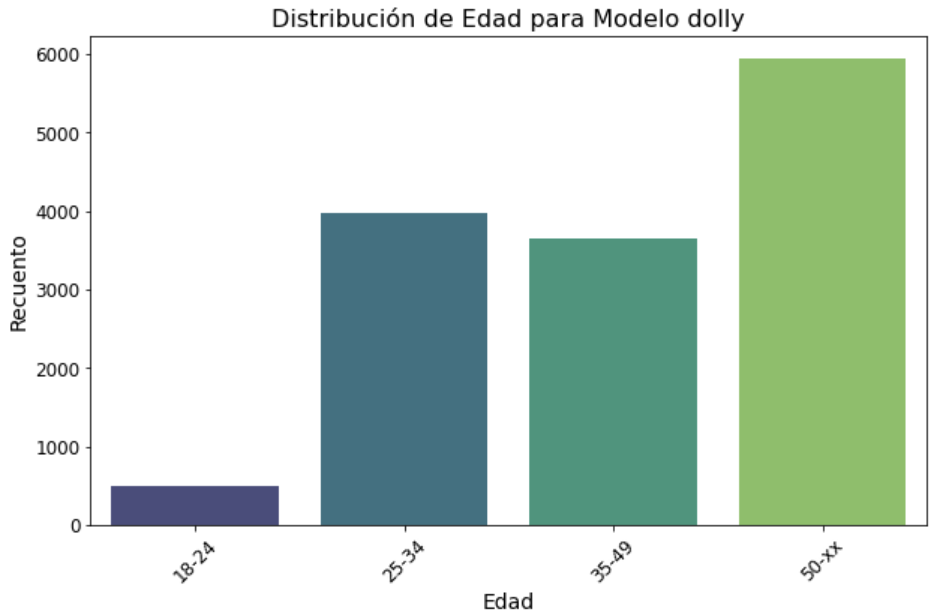 Distribución de Edad para Modelo dolly
Recuento
6000
5000
4000
3000
2000
1000
0
18-24
25-34
35-49
50-xx
Edad